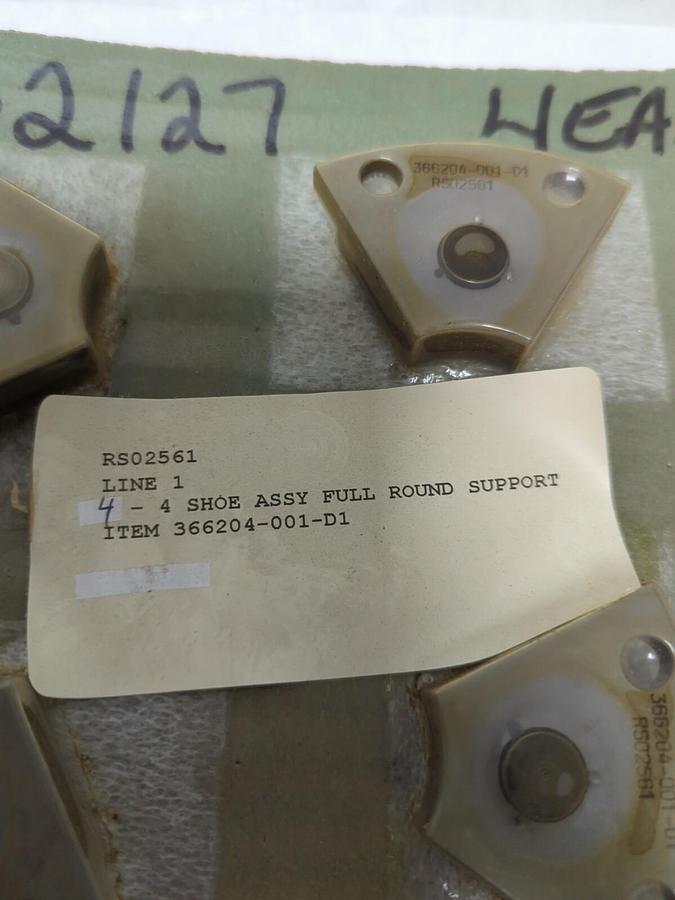 2127
366204-001-D1
RS02561
RS02561
LINE 1
4 - 4 SHOE ASSY FULL ROUND SUPPORT
ITEM 366204-001-D1
366204-001-D1
RS02561